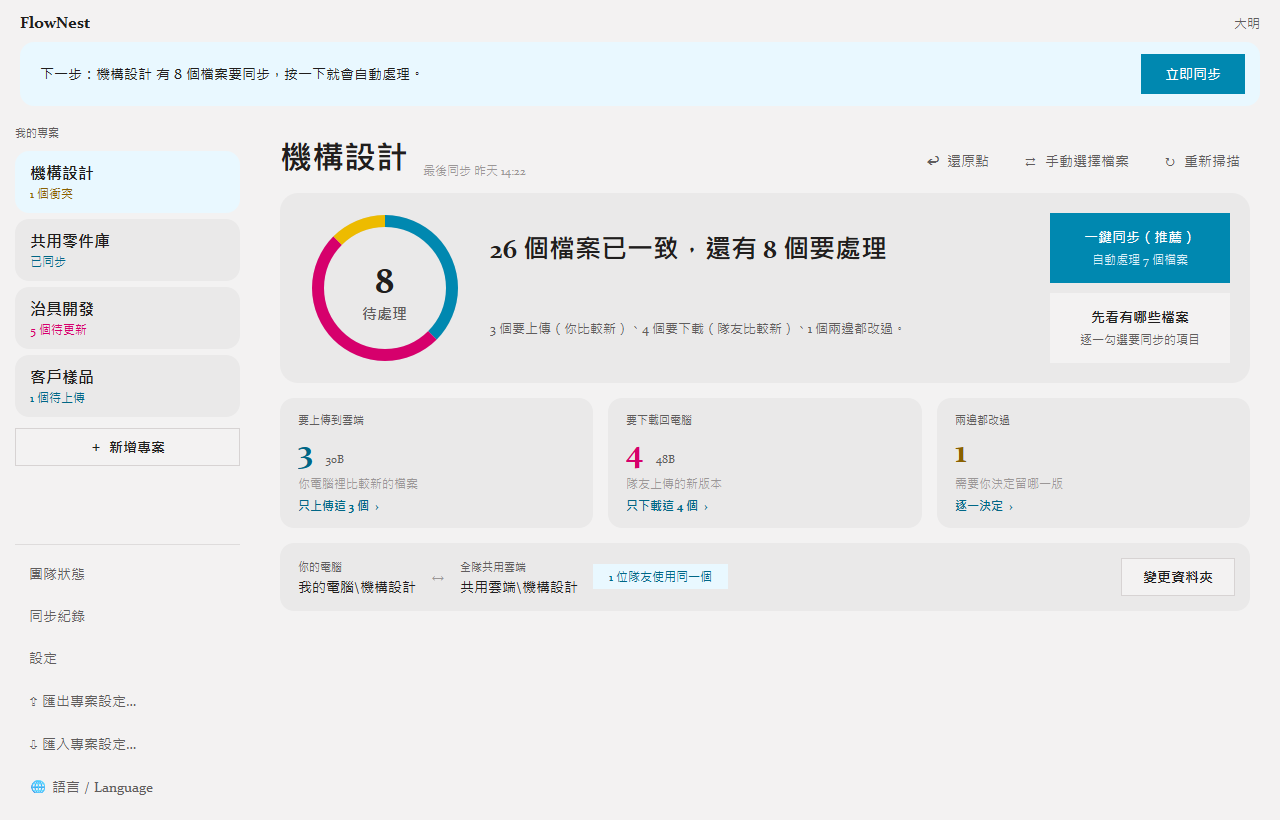 FlowNest
大明
下一步：機構設計 有 8 個檔案要同步，按一下就會自動處理。
立即同步
我的專案
機構設計
1 個衝突
共用零件庫
已同步
治具開發
5 個待更新
客戶樣品
1 個待上傳
+ 新增專案
團隊狀態
同步紀錄
設定
⇧ 匯出專案設定...
⇩ 匯入專案設定...
🌐 語言 / Language
機構設計
最後同步 昨天 14:22
↩ 還原點
⇄ 手動選擇檔案
↻ 重新掃描
8
待處理
26 個檔案已一致，還有 8 個要處理
3 個要上傳（你比較新）、4 個要下載（隊友比較新）、1 個兩邊都改過。
一鍵同步（推薦）
自動處理 7 個檔案
先看有哪些檔案
逐一勾選要同步的項目
要上傳到雲端
3 30B
你電腦裡比較新的檔案
只上傳這 3 個 ›
要下載回電腦
4 48B
隊友上傳的新版本
只下載這 4 個 ›
兩邊都改過
1
需要你決定留哪一版
逐一決定 ›
你的電腦
我的電腦\機構設計
↔
全隊共用雲端
共用雲端\機構設計
1 位隊友使用同一個
變更資料夾